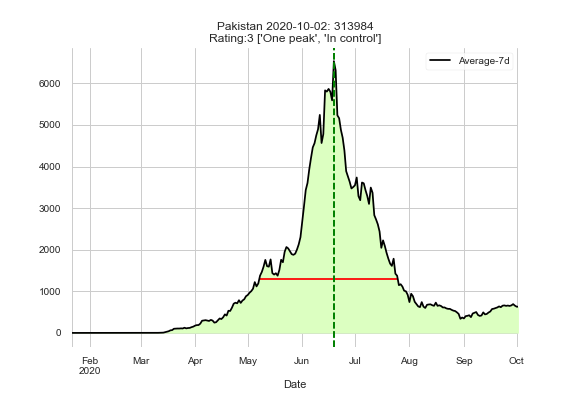 Pakistan 2020-10-02: 313984
Rating:3 ['One peak', 'In control']
Average-7d
6000
5000
4000
3000
2000
1000
0
Feb Mar Apr May Jun Jul Aug Sep Oct
2020
Date